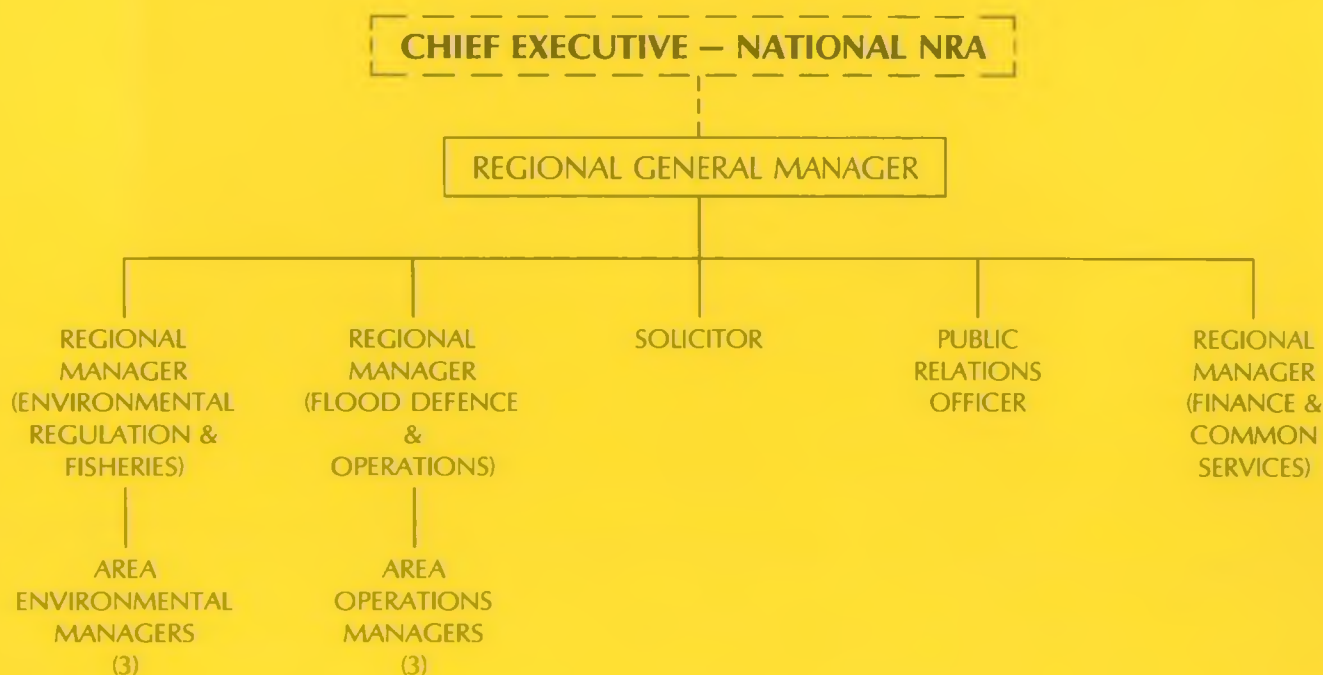 CHIEF EXECUTIVE — NATIONAL NRA
REGIONAL GENERAL MANAGER
REGIONAL
MANAGER
(ENVIRONMENTAL
REGULATION &
FISHERIES)
REGIONAL
MANAGER
(FLOOD DEFENCE
&
OPERATIONS)
SOLICITOR
PUBLIC
RELATIONS
OFFICER
REGIONAL
MANAGER
(FINANCE &
COMMON
SERVICES)
AREA
ENVIRONMENTAL
MANAGERS
(3)
AREA
OPERATIONS
MANAGERS
(3)